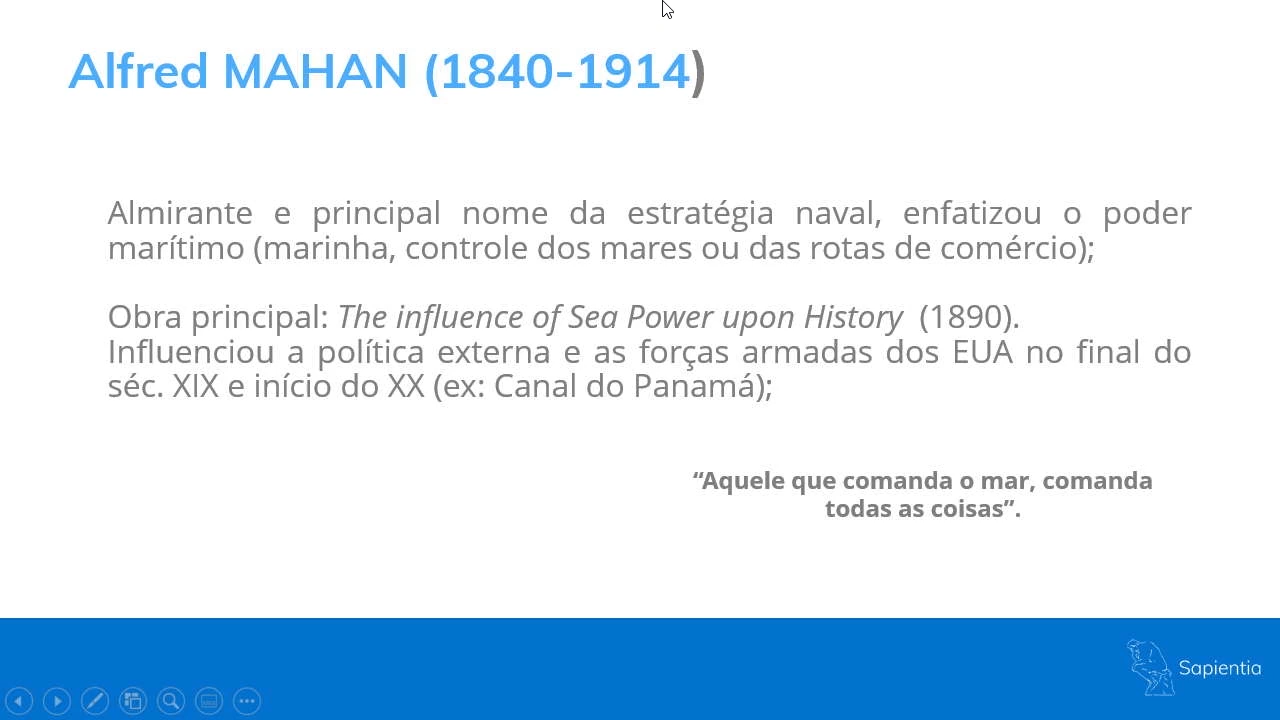 Alfred MAHAN (1840-1914)
Almirante e principal nome da estratégia naval, enfatizou o poder
marítimo (marinha, controle dos mares ou das rotas de comércio);
Obra principal: The influence of Sea Power upon History (1890).
Influenciou a política externa e as forças armadas dos EUA no final do
séc. XIX e início do XX (ex: Canal do Panamá);
“Aquele que comanda o mar, comanda
todas as coisas”.
Sapientia